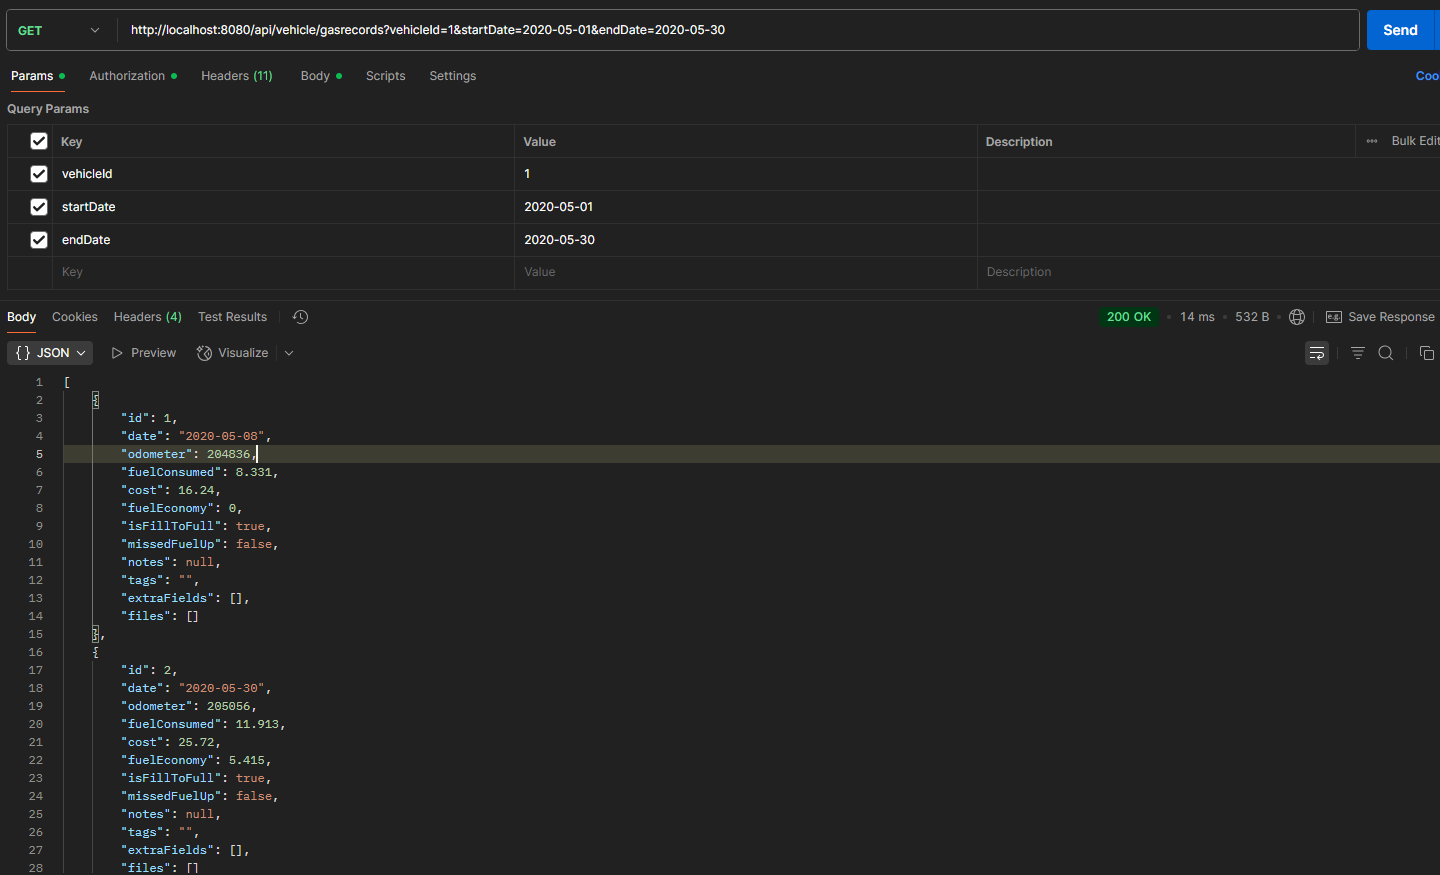 GET http://localhost:8080/api/vehicle/gasrecords?vehicleId=1&startDate=2020-05-01&endDate=2020-05-30 Send
Params Authorization Headers (11) Body Scripts Settings Coo
Query Params
Key Value Description Bulk Edit
vehicleId 1
startDate 2020-05-01
endDate 2020-05-30
Key Value Description
Body Cookies Headers (4) Test Results 200 OK 14 ms 532 B e.g. Save Response
{} JSON Preview Visualize
1 [
2 {
3 "id": 1,
4 "date": "2020-05-08",
5 "odometer": 204836,
6 "fuelConsumed": 8.331,
7 "cost": 16.24,
8 "fuelEconomy": 0,
9 "isFillToFull": true,
10 "missedFuelUp": false,
11 "notes": null,
12 "tags": "",
13 "extraFields": [],
14 "files": []
15 },
16 {
17 "id": 2,
18 "date": "2020-05-30",
19 "odometer": 205056,
20 "fuelConsumed": 11.913,
21 "cost": 25.72,
22 "fuelEconomy": 5.415,
23 "isFillToFull": true,
24 "missedFuelUp": false,
25 "notes": null,
26 "tags": "",
27 "extraFields": [],
28 "files": []